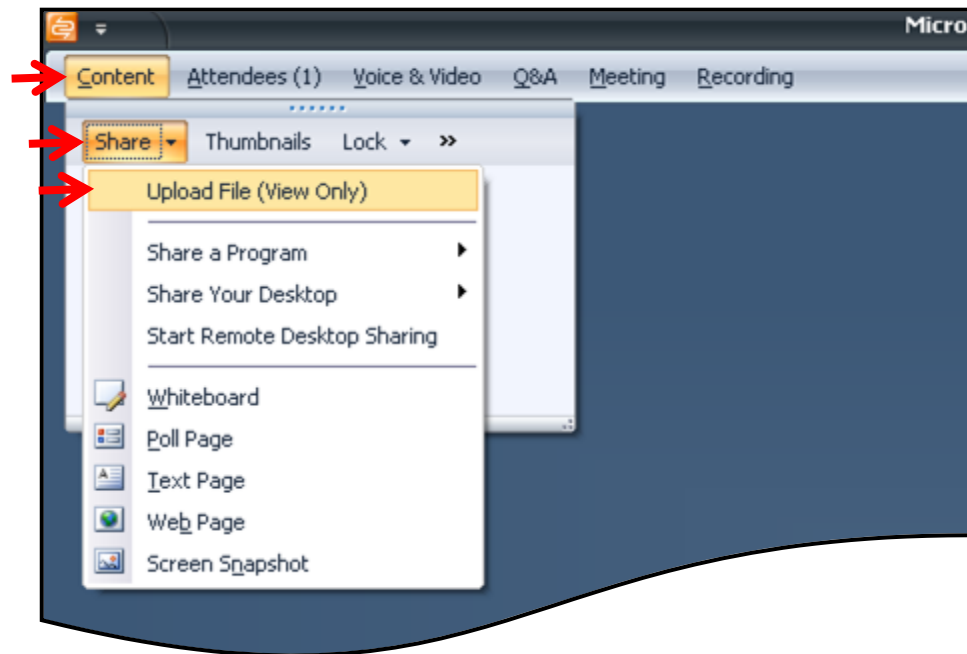 Micro
Content Attendees (1) Voice & Video Q&A Meeting Recording
Share Thumbnails Lock »
Upload File (View Only)
Share a Program
Share Your Desktop
Start Remote Desktop Sharing
Whiteboard
Poll Page
Text Page
Web Page
Screen Snapshot